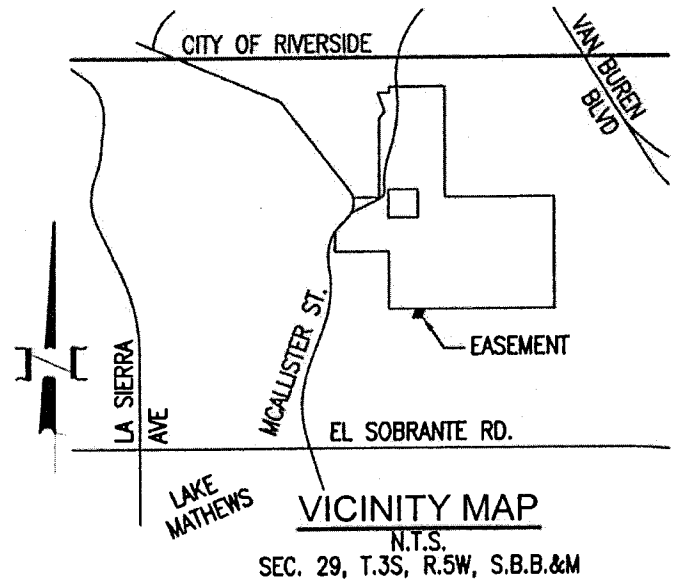 CITY OF RIVERSIDE
VAN BUREN
BLVD
MCALLISTER ST.
EASEMENT
LA SIERRA
AVE
EL SOBRANTE RD.
LAKE
MATHEWS
VICINITY MAP
N.T.S.
SEC. 29, T.3S, R.5W, S.B.B.&M